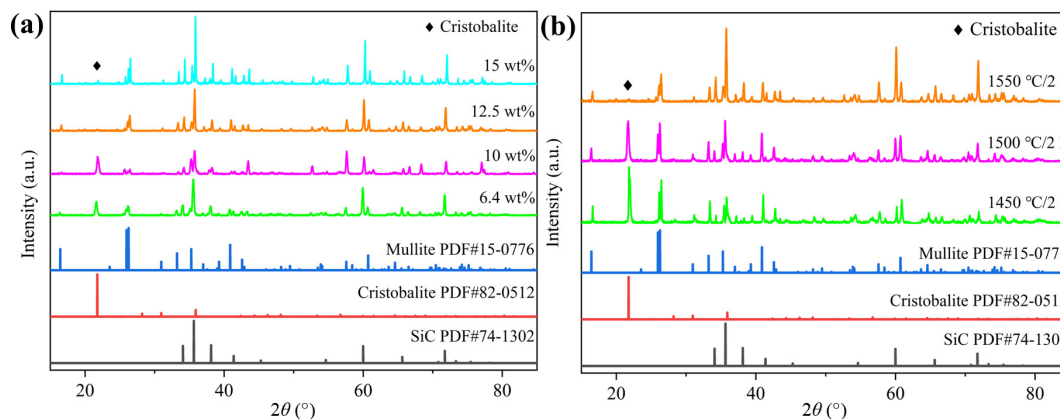 (a)
◆ Cristobalite
15 wt%
12.5 wt%
10 wt%
6.4 wt%
Mullite PDF#15-0776
Cristobalite PDF#82-0512
SiC PDF#74-1302
Intensity (a.u.)
20 40 60 80
2θ (°)
(b)
◆ Cristobalite
1550 ℃/2
1500 ℃/2
1450 ℃/2
Mullite PDF#15-077
Cristobalite PDF#82-051
SiC PDF#74-130
Intensity (a.u.)
20 40 60 80
2θ (°)